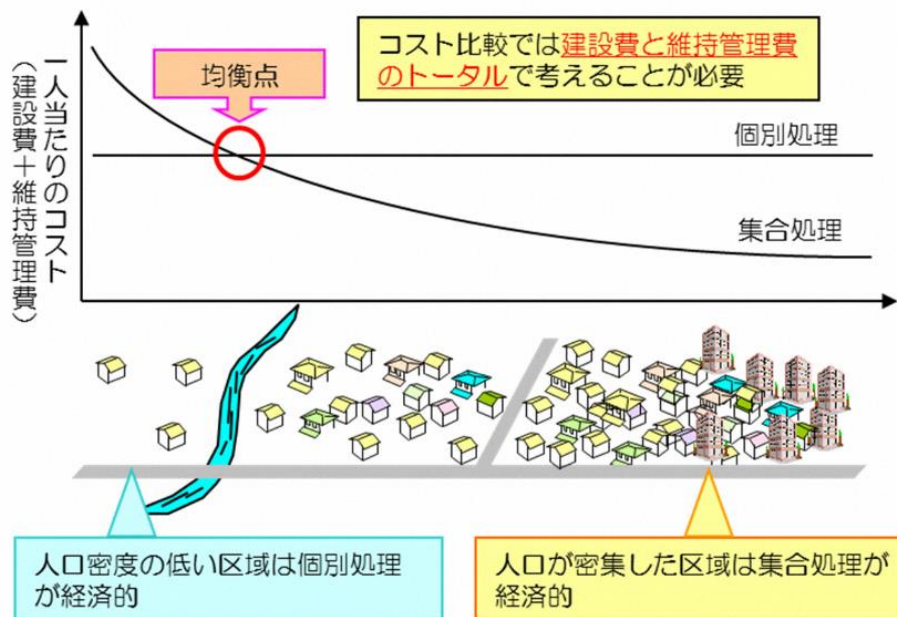 コスト比較では建設費と維持管理費
のトータルで考えることが必要
均衡点
一人当たりのコスト
（建設費＋維持管理費）
個別処理
集合処理
人口密度の低い区域は個別処理
が経済的
人口が密集した区域は集合処理が
経済的